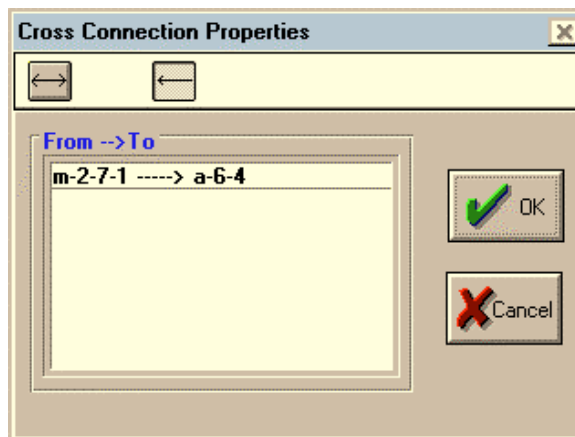 Cross Connection Properties
From -->To
m-2-7-1 -----> a-6-4
OK
Cancel